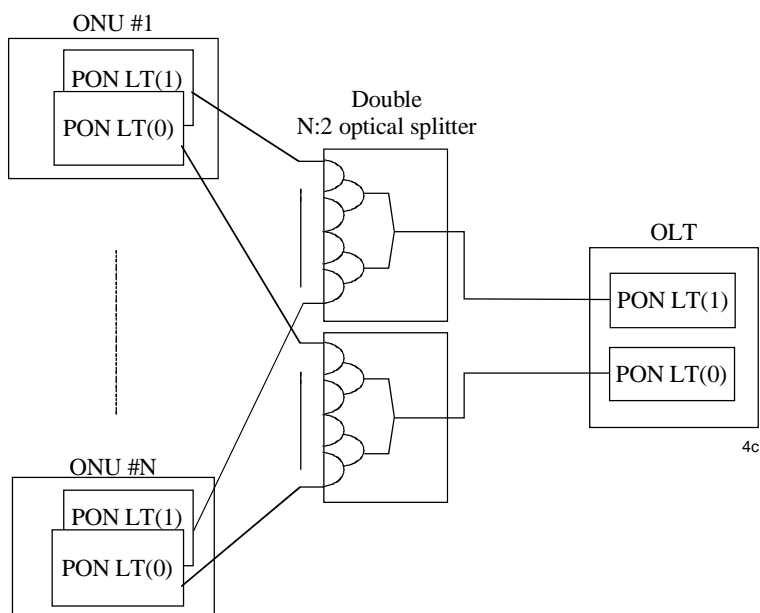 ONU #1
PON LT(1)
PON LT(0)
Double
N:2 optical splitter
OLT
PON LT(1)
PON LT(0)
4c
ONU #N
PON LT(1)
PON LT(0)